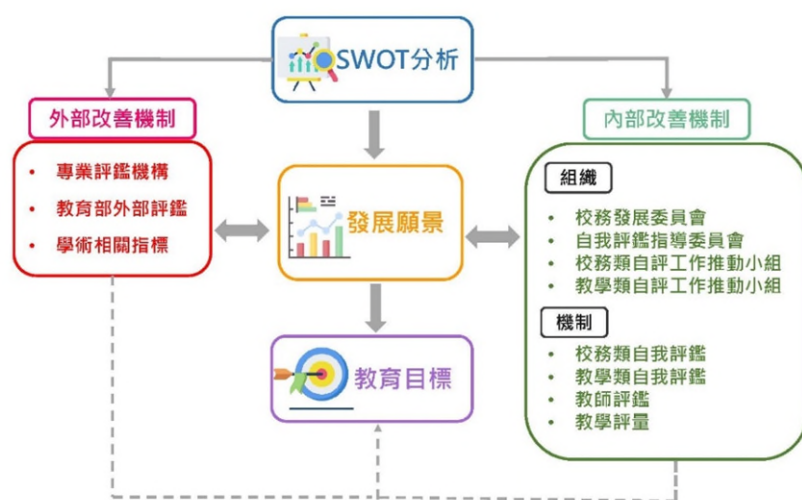 SWOT分析
外部改善機制
專業評鑑機構
教育部外部評鑑
學術相關指標
發展願景
教育目標
內部改善機制
組織
校務發展委員會
自我評鑑指導委員會
校務類自評工作推動小組
教學類自評工作推動小組
機制
校務類自我評鑑
教學類自我評鑑
教師評鑑
教學評量